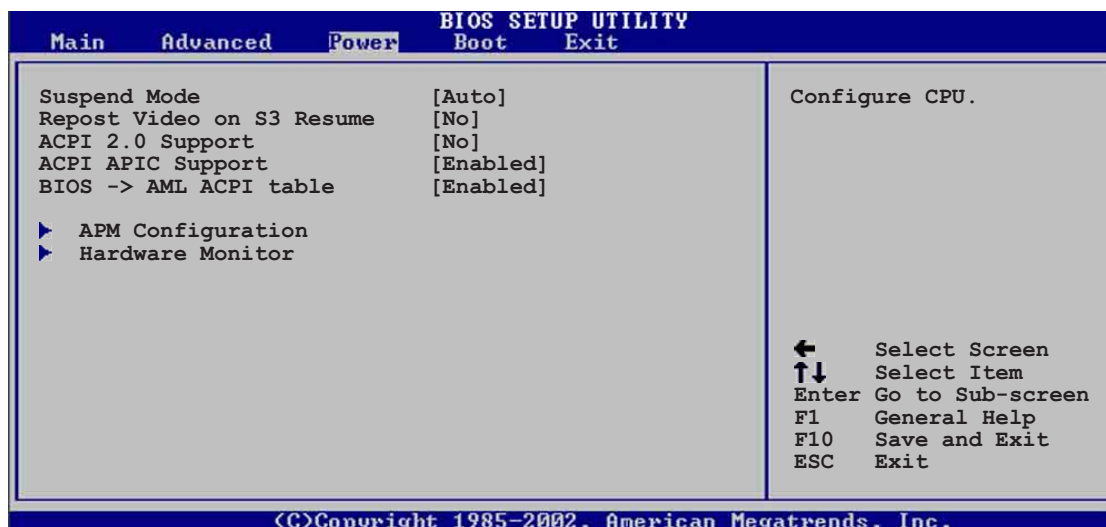 BIOS SETUP UTILITY
Main Advanced Power Boot Exit
Suspend Mode [Auto]
Repost Video on S3 Resume [No]
ACPI 2.0 Support [No]
ACPI APIC Support [Enabled]
BIOS -> AML ACPI table [Enabled]
APM Configuration
Hardware Monitor
Configure CPU.
← Select Screen
↑↓ Select Item
Enter Go to Sub-screen
F1 General Help
F10 Save and Exit
ESC Exit
(C)Copyright 1985-2002, American Megatrends, Inc.